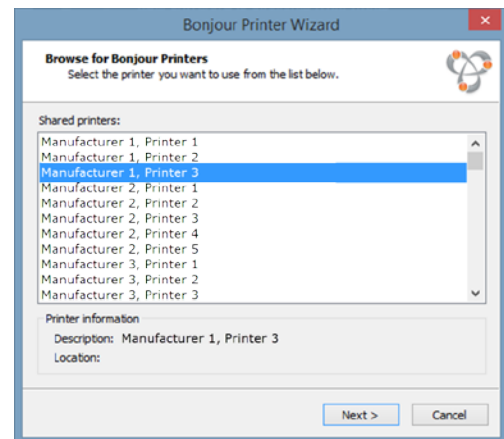 Bonjour Printer Wizard
Browse for Bonjour Printers
Select the printer you want to use from the list below.
Shared printers:
Manufacturer 1, Printer 1
Manufacturer 1, Printer 2
Manufacturer 1, Printer 3
Manufacturer 2, Printer 1
Manufacturer 2, Printer 2
Manufacturer 2, Printer 3
Manufacturer 2, Printer 4
Manufacturer 2, Printer 5
Manufacturer 3, Printer 1
Manufacturer 3, Printer 2
Manufacturer 3, Printer 3
Printer information
Description: Manufacturer 1, Printer 3
Location:
Next > Cancel